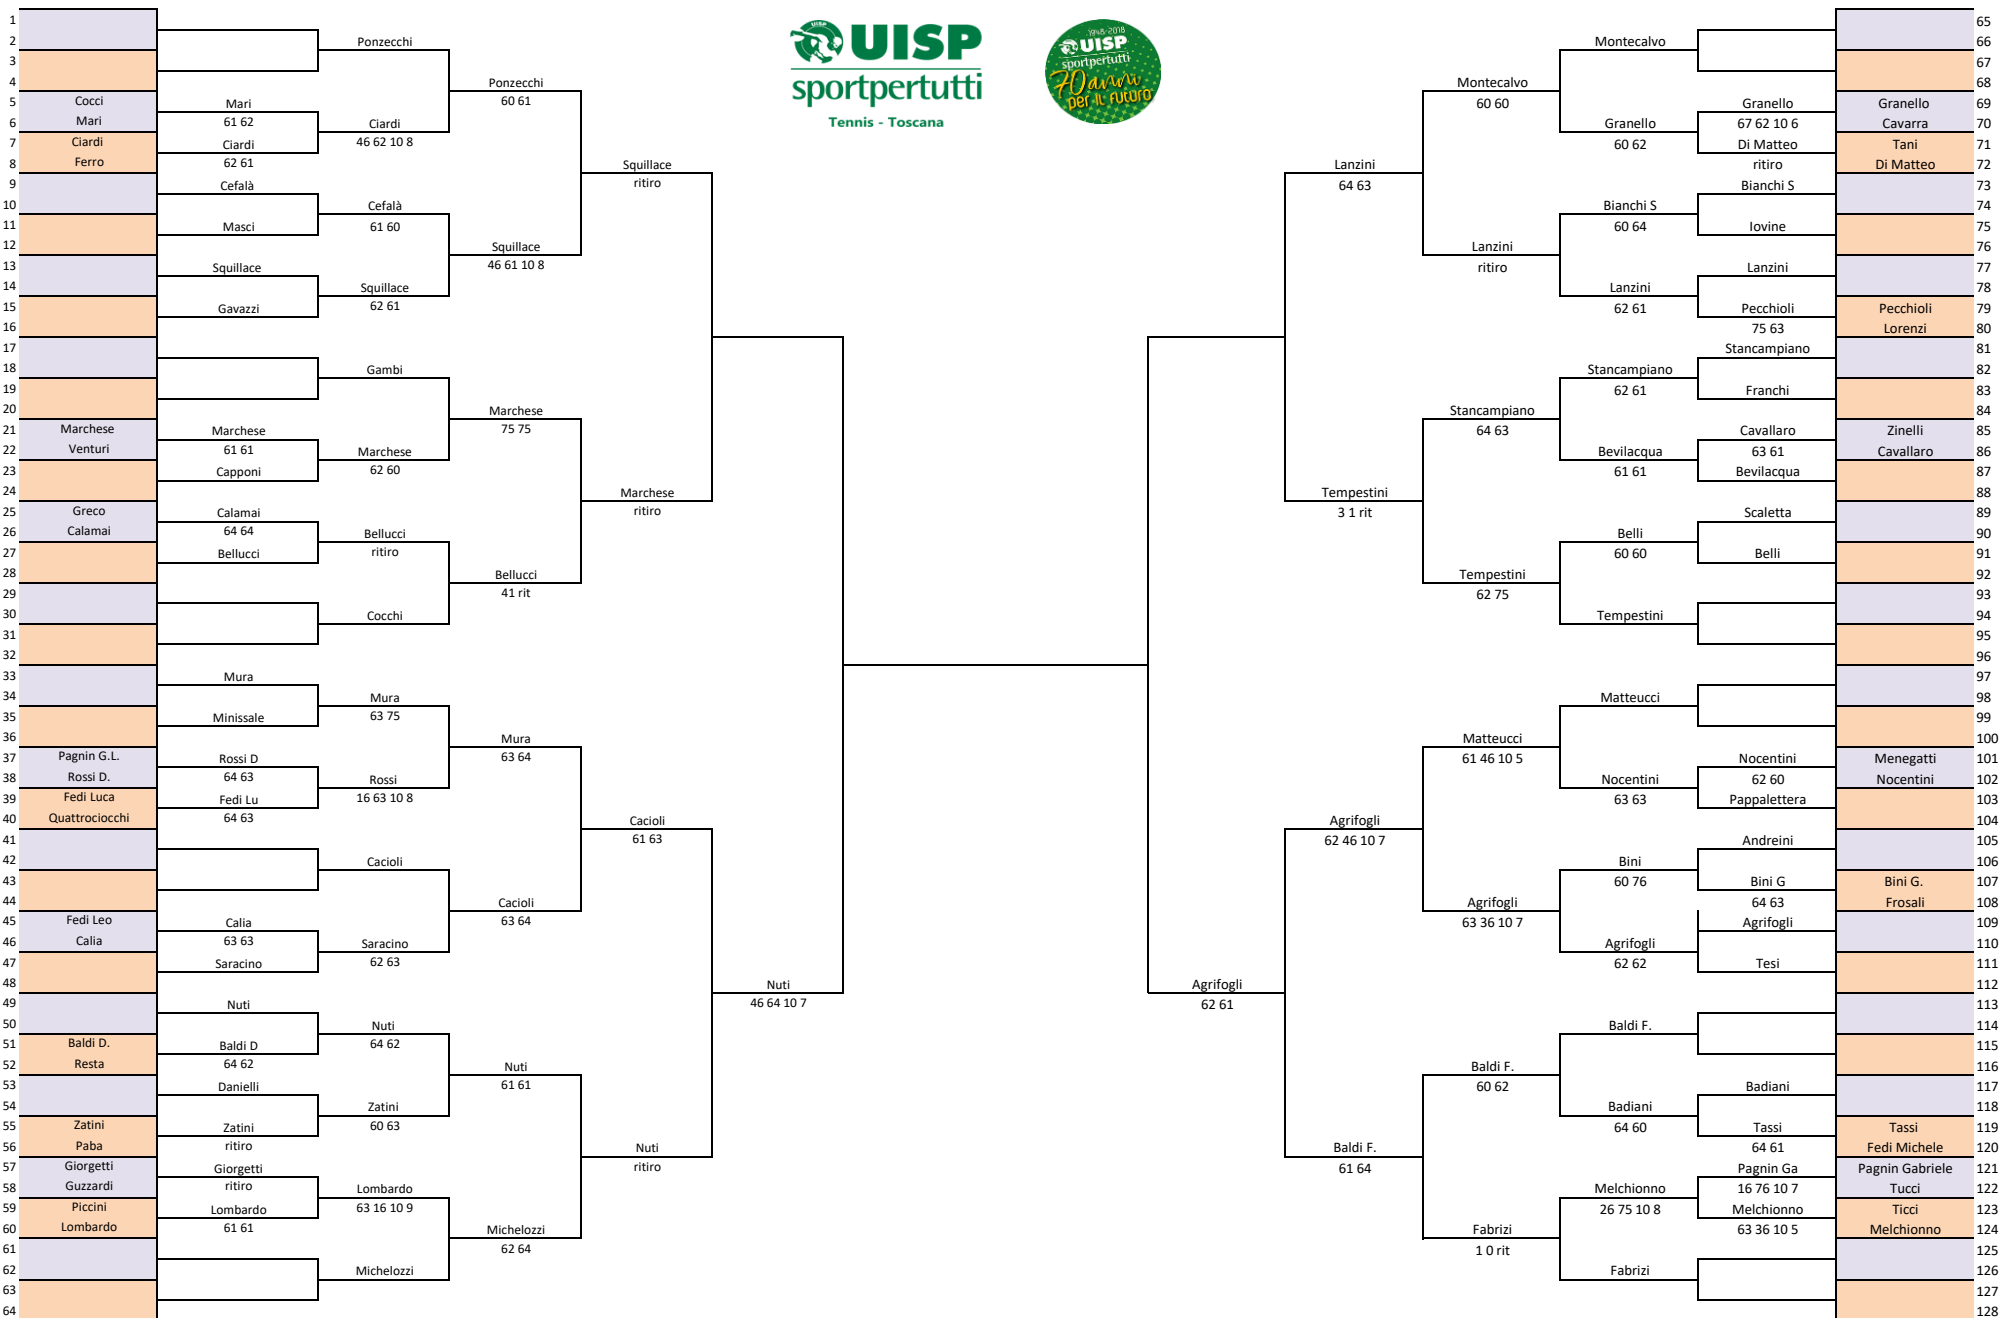 1
2
3
4
5
6
7
8
9
10
11
12
13
14
15
16
17
18
19
20
21
22
23
24
25
26
27
28
29
30
31
32
33
34
35
36
37
38
39
40
41
42
43
44
45
46
47
48
49
50
51
52
53
54
55
56
57
58
59
60
61
62
63
64
Cocci
Mari
Ciardi
Ferro
Marchese
Venturi
Greco
Calamai
Pagnin G.L.
Rossi D.
Fedi Luca
Quattrociocchi
Fedi Leo
Calia
Baldi D.
Resta
Zatini
Paba
Giorgetti
Guzzardi
Piccini
Lombardo
Mari
61 62
Ciardi
62 61
Cefalà
Masci
Squillace
Gavazzi
Marchese
61 61
Capponi
Calamai
64 64
Bellucci
Mura
Minissale
Rossi D
64 63
Fedi Lu
64 63
Calia
63 63
Saracino
Nuti
Baldi D
64 62
Danielli
Zatini
ritiro
Giorgetti
ritiro
Lombardo
61 61
Ponzecchi
Ciardi
46 62 10 8
Cefalà
61 60
Squillace
62 61
Gambi
Marchese
62 60
Bellucci
ritiro
Cocchi
Mura
63 75
Rossi
16 63 10 8
Cacioli
Saracino
62 63
Nuti
64 62
Zatini
60 63
Lombardo
63 16 10 9
Michelozzi
Ponzecchi
60 61
Squillace
46 61 10 8
Marchese
75 75
Bellucci
41 rit
Mura
63 64
Cacioli
63 64
Nuti
61 61
Michelozzi
62 64
Squillace
ritiro
Marchese
ritiro
Cacioli
61 63
Nuti
ritiro
Nuti
46 64 10 7
UISP
sportpertutti
Tennis - Toscana
1948-2018
UISP
sportpertutti
70 anni
per il futuro
Agrifogli
62 61
Lanzini
64 63
Tempestini
3 1 rit
Agrifogli
62 46 10 7
Baldi F.
61 64
Montecalvo
60 60
Lanzini
ritiro
Stancampiano
64 63
Tempestini
62 75
Matteucci
61 46 10 5
Agrifogli
63 36 10 7
Baldi F.
60 62
Fabrizi
1 0 rit
Montecalvo
Granello
60 62
Bianchi S
60 64
Lanzini
62 61
Stancampiano
62 61
Bevilacqua
61 61
Belli
60 60
Tempestini
Matteucci
Nocentini
63 63
Bini
60 76
Agrifogli
62 62
Baldi F.
Badiani
64 60
Melchionno
26 75 10 8
Fabrizi
Granello
67 62 10 6
Di Matteo
ritiro
Bianchi S
Iovine
Lanzini
Pecchioli
75 63
Stancampiano
Franchi
Cavallaro
63 61
Bevilacqua
Scaletta
Belli
Nocentini
62 60
Pappalettera
Andreini
Bini G
64 63
Agrifogli
Tesi
Badiani
Tassi
64 61
Pagnin Ga
16 76 10 7
Melchionno
63 36 10 5
Granello
Cavarra
Tani
Di Matteo
Pecchioli
Lorenzi
Zinelli
Cavallaro
Menegatti
Nocentini
Bini G.
Frosali
Tassi
Fedi Michele
Pagnin Gabriele
Tucci
Ticci
Melchionno
65
66
67
68
69
70
71
72
73
74
75
76
77
78
79
80
81
82
83
84
85
86
87
88
89
90
91
92
93
94
95
96
97
98
99
100
101
102
103
104
105
106
107
108
109
110
111
112
113
114
115
116
117
118
119
120
121
122
123
124
125
126
127
128